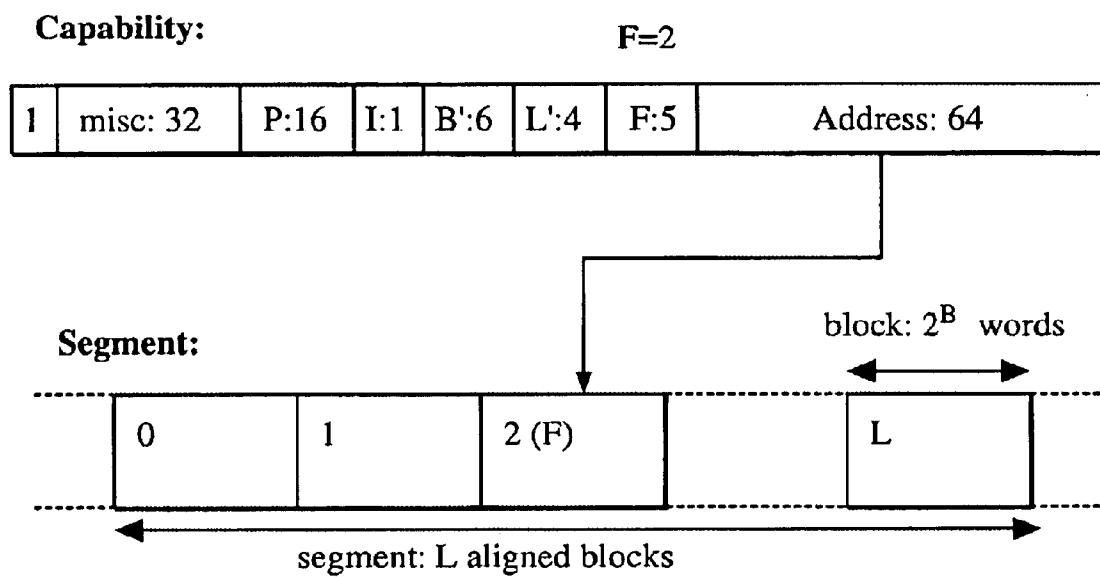 Capability:
F=2
1 misc: 32 P:16 I:1 B':6 L':4 F:5 Address: 64
block: 2^B words
Segment:
0 1 2 (F) L
segment: L aligned blocks